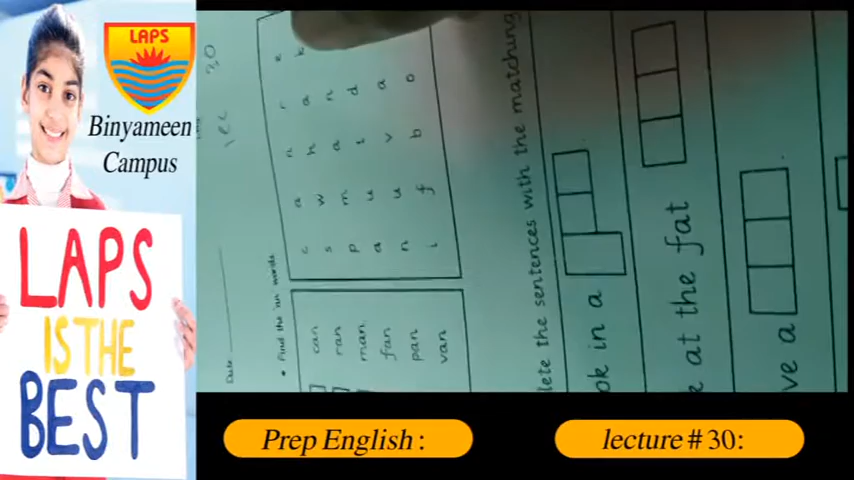 LAPS
Binyameen
Campus
LAPS
IS THE
BEST
Date
lec 30
• Find the 'an' words
can
ran
man
fan
pan
van
c a n r
s w h a
p m a n
a u t d
n u v a
i f b o
lete the sentences with the matching
ok in a
at the fat
ve a
Prep English :
lecture # 30: